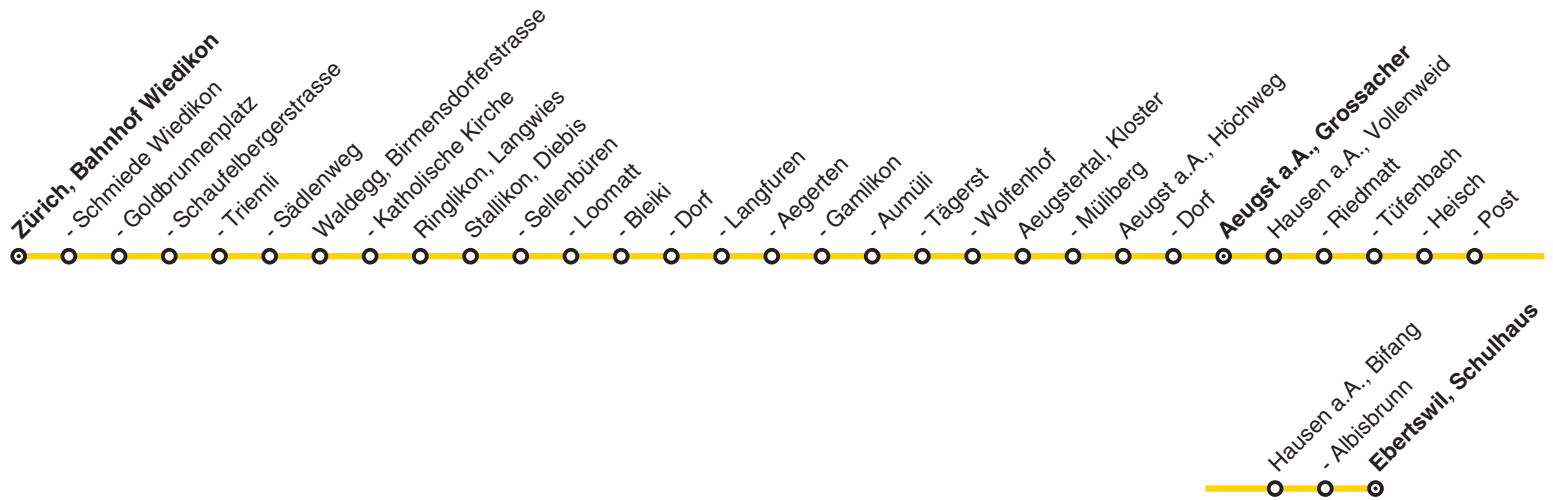 Zürich, Bahnhof Wiedikon
- Schmiede Wiedikon
- Goldbrunnenplatz
- Schaufelbergerstrasse
- Triemli
- Sädlenweg
Waldegg, Birmensdorferstrasse
- Katholische Kirche
Ringlikon, Langwies
Stallikon, Diebis
- Sellenbüren
- Loomatt
- Bleiki
- Dorf
- Langfuren
- Aegerten
- Gamlikon
- Aumüli
- Tägerst
- Wolfenhof
Aeugstertal, Kloster
- Müliberg
Aeugst a.A., Höchweg
- Dorf
Aeugst a.A., Grossacher
Hausen a.A., Vollenweid
- Riedmatt
- Tüfenbach
- Heisch
- Post
Hausen a.A., Bifang
- Albisbrunn
Ebertswil, Schulhaus